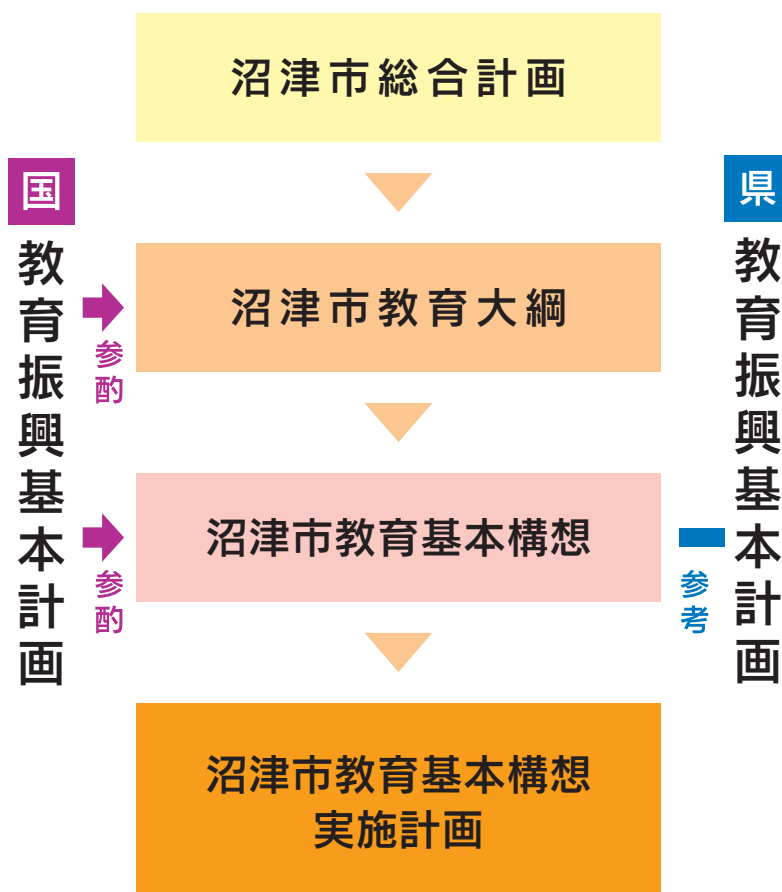 沼津市総合計画
国
教育振興基本計画
参酌
沼津市教育大綱
参酌
沼津市教育基本構想
参考
県
教育振興基本計画
沼津市教育基本構想
実施計画